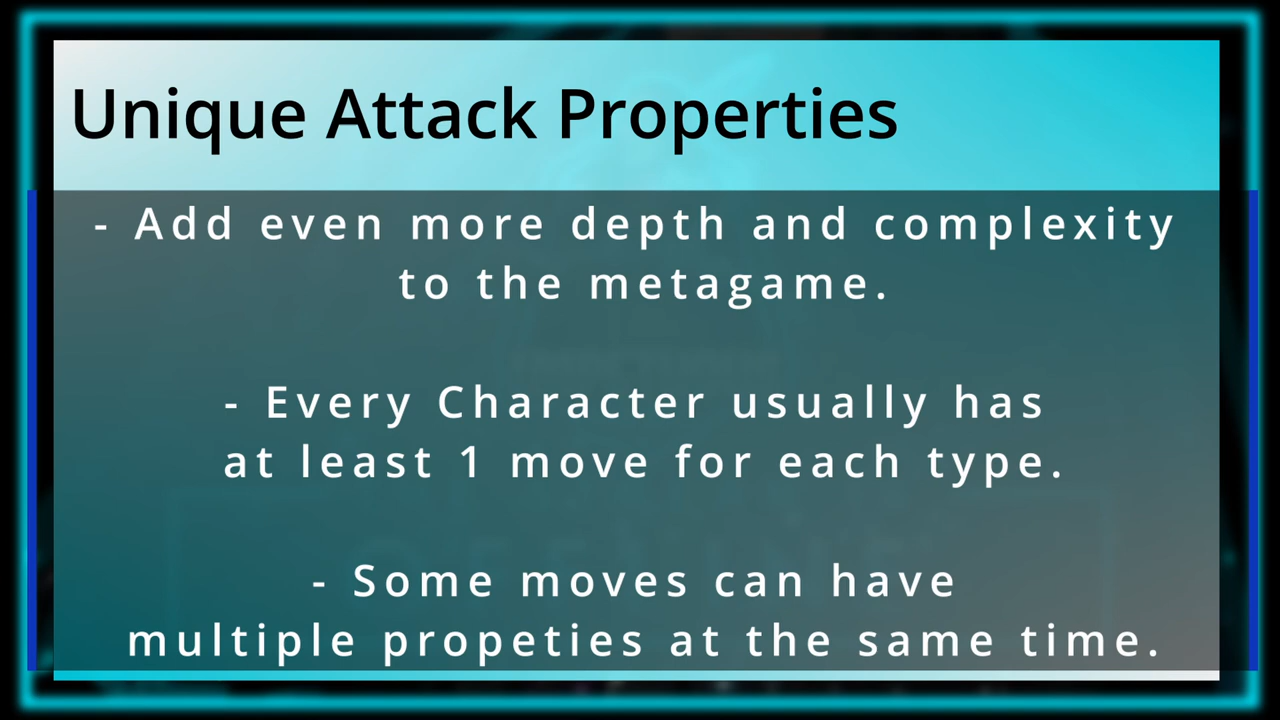 Unique Attack Properties
- Add even more depth and complexity
to the metagame.
- Every Character usually has
at least 1 move for each type.
- Some moves can have
multiple propeties at the same time.